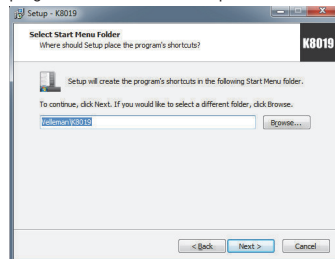 Setup - K8019
Select Start Menu Folder
Where should Setup place the program's shortcuts?
K8019
Setup will create the program's shortcuts in the following Start Menu folder.
To continue, click Next. If you would like to select a different folder, click Browse.
Velleman\K8019
Browse...
< Back
Next >
Cancel